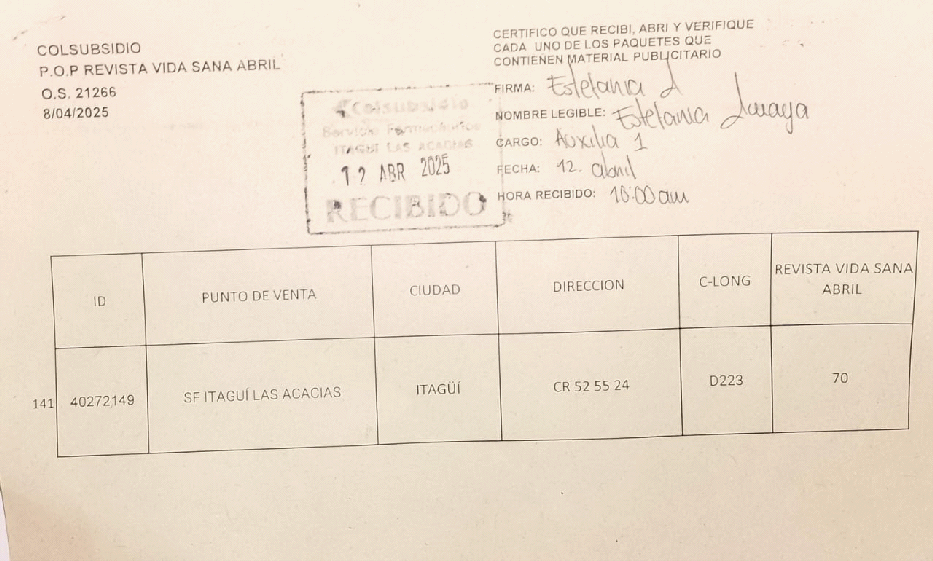 COLSUBSIDIO
P.O.P REVISTA VIDA SANA ABRIL
O.S. 21266
8/04/2025
Colsubsidio
Servicio Farmacéutico
ITAGUI LAS ACACIAS
12 ABR 2025
RECIBIDO
CERTIFICO QUE RECIBI, ABRI Y VERIFIQUE
CADA UNO DE LOS PAQUETES QUE
CONTIENEN MATERIAL PUBLICITARIO
FIRMA: Estefania
NOMBRE LEGIBLE: Estefania
CARGO: Auxilia 1
FECHA: 12. abril
HORA RECIBIDO: 10:00 am
ID PUNTO DE VENTA CIUDAD DIRECCION C-LONG REVISTA VIDA SANA
ABRIL
141 40272149 SF ITAGUÍ LAS ACACIAS ITAGÜÍ CR 52 55 24 D223 70